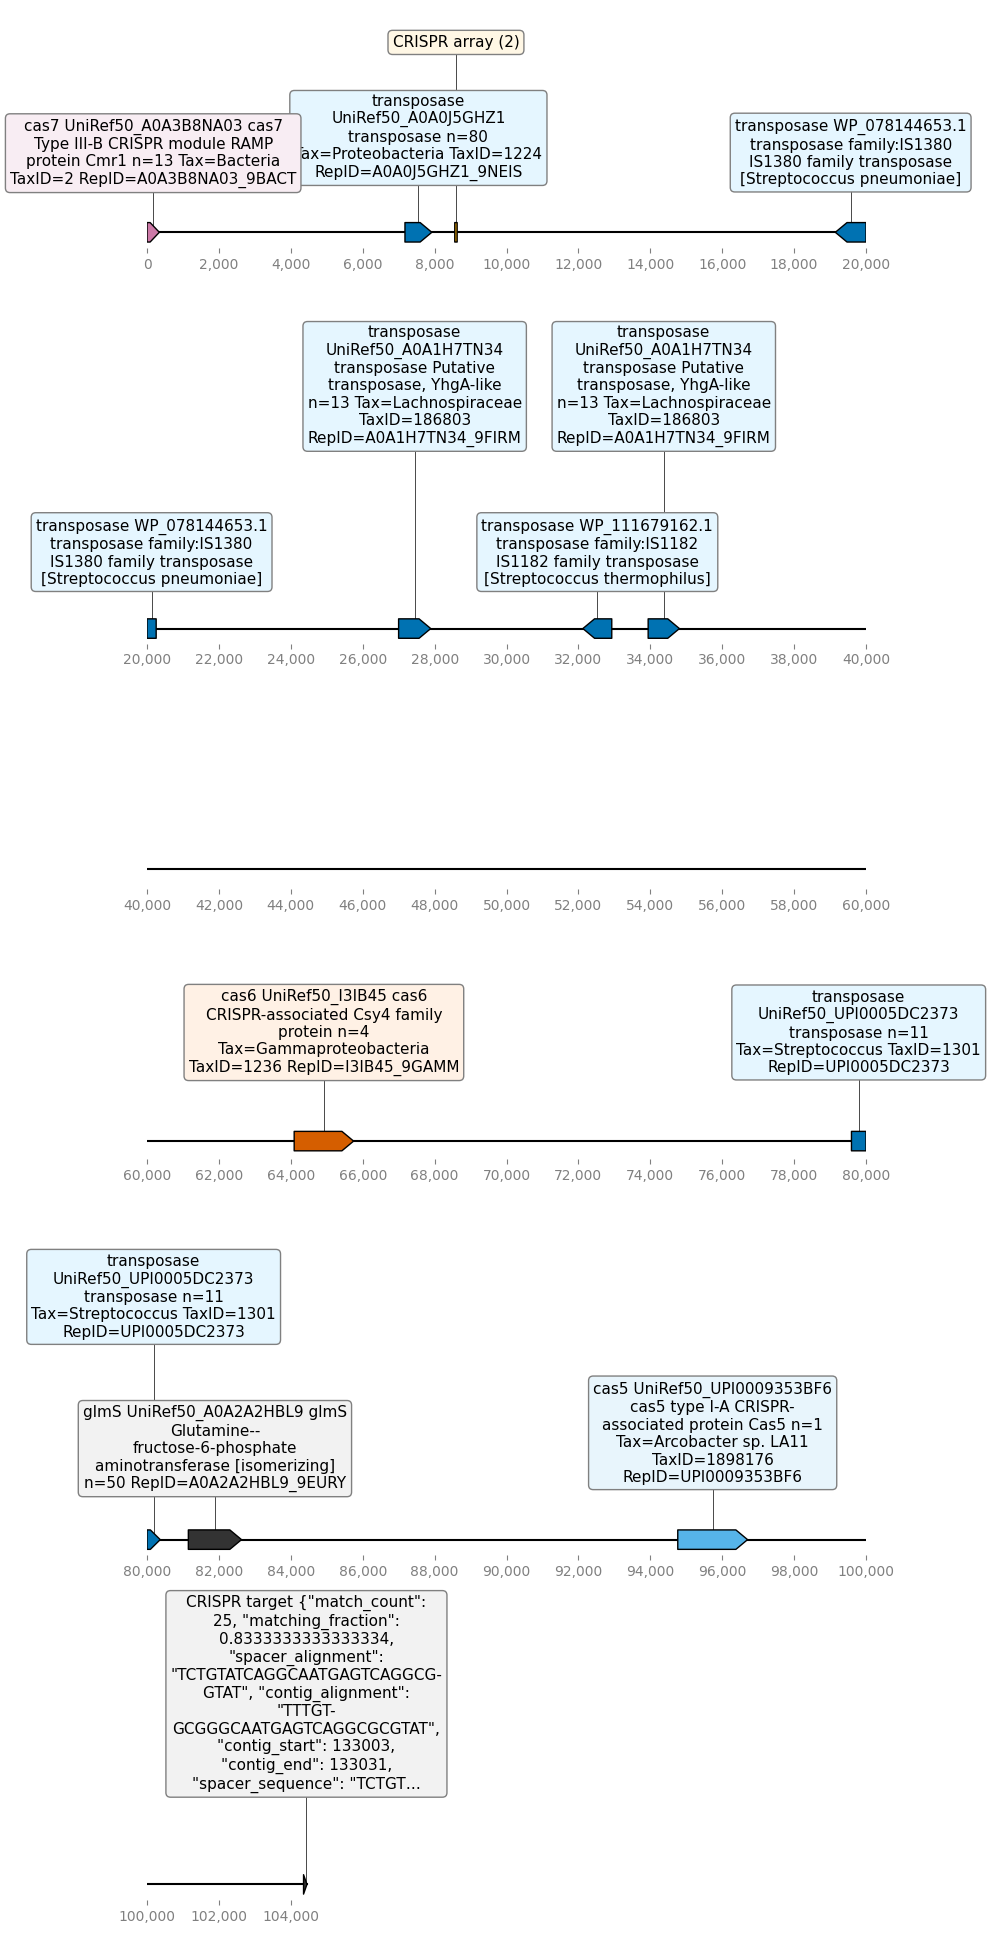 CRISPR array (2)
cas7 UniRef50_A0A3B8NA03 cas7
Type III-B CRISPR module RAMP
protein Cmr1 n=13 Tax=Bacteria
TaxID=2 RepID=A0A3B8NA03_9BACT
transposase
UniRef50_A0A0J5GHZ1
transposase n=80
Tax=Proteobacteria TaxID=1224
RepID=A0A0J5GHZ1_9NEIS
transposase WP_078144653.1
transposase family:IS1380
IS1380 family transposase
[Streptococcus pneumoniae]
0 2,000 4,000 6,000 8,000 10,000 12,000 14,000 16,000 18,000 20,000
transposase
UniRef50_A0A1H7TN34
transposase Putative
transposase, YhgA-like
n=13 Tax=Lachnospiraceae
TaxID=186803
RepID=A0A1H7TN34_9FIRM
transposase
UniRef50_A0A1H7TN34
transposase Putative
transposase, YhgA-like
n=13 Tax=Lachnospiraceae
TaxID=186803
RepID=A0A1H7TN34_9FIRM
transposase WP_078144653.1
transposase family:IS1380
IS1380 family transposase
[Streptococcus pneumoniae]
transposase WP_111679162.1
transposase family:IS1182
IS1182 family transposase
[Streptococcus thermophilus]
20,000 22,000 24,000 26,000 28,000 30,000 32,000 34,000 36,000 38,000 40,000
40,000 42,000 44,000 46,000 48,000 50,000 52,000 54,000 56,000 58,000 60,000
cas6 UniRef50_I3IB45 cas6
CRISPR-associated Csy4 family
protein n=4
Tax=Gammaproteobacteria
TaxID=1236 RepID=I3IB45_9GAMM
transposase
UniRef50_UPI0005DC2373
transposase n=11
Tax=Streptococcus TaxID=1301
RepID=UPI0005DC2373
60,000 62,000 64,000 66,000 68,000 70,000 72,000 74,000 76,000 78,000 80,000
transposase
UniRef50_UPI0005DC2373
transposase n=11
Tax=Streptococcus TaxID=1301
RepID=UPI0005DC2373
glmS UniRef50_A0A2A2HBL9 glmS
Glutamine--
fructose-6-phosphate
aminotransferase [isomerizing]
n=50 RepID=A0A2A2HBL9_9EURY
cas5 UniRef50_UPI0009353BF6
cas5 type I-A CRISPR-
associated protein Cas5 n=1
Tax=Arcobacter sp. LA11
TaxID=1898176
RepID=UPI0009353BF6
80,000 82,000 84,000 86,000 88,000 90,000 92,000 94,000 96,000 98,000 100,000
CRISPR target {"match_count":
25, "matching_fraction":
0.8333333333333334,
"spacer_alignment":
"TCTGTATCAGGCAATGAGTCAGGCG-
GTAT", "contig_alignment":
"TTTGT-
GCGGGCAATGAGTCAGGCGCGTAT",
"contig_start": 133003,
"contig_end": 133031,
"spacer_sequence": "TCTGT...
100,000 102,000 104,000